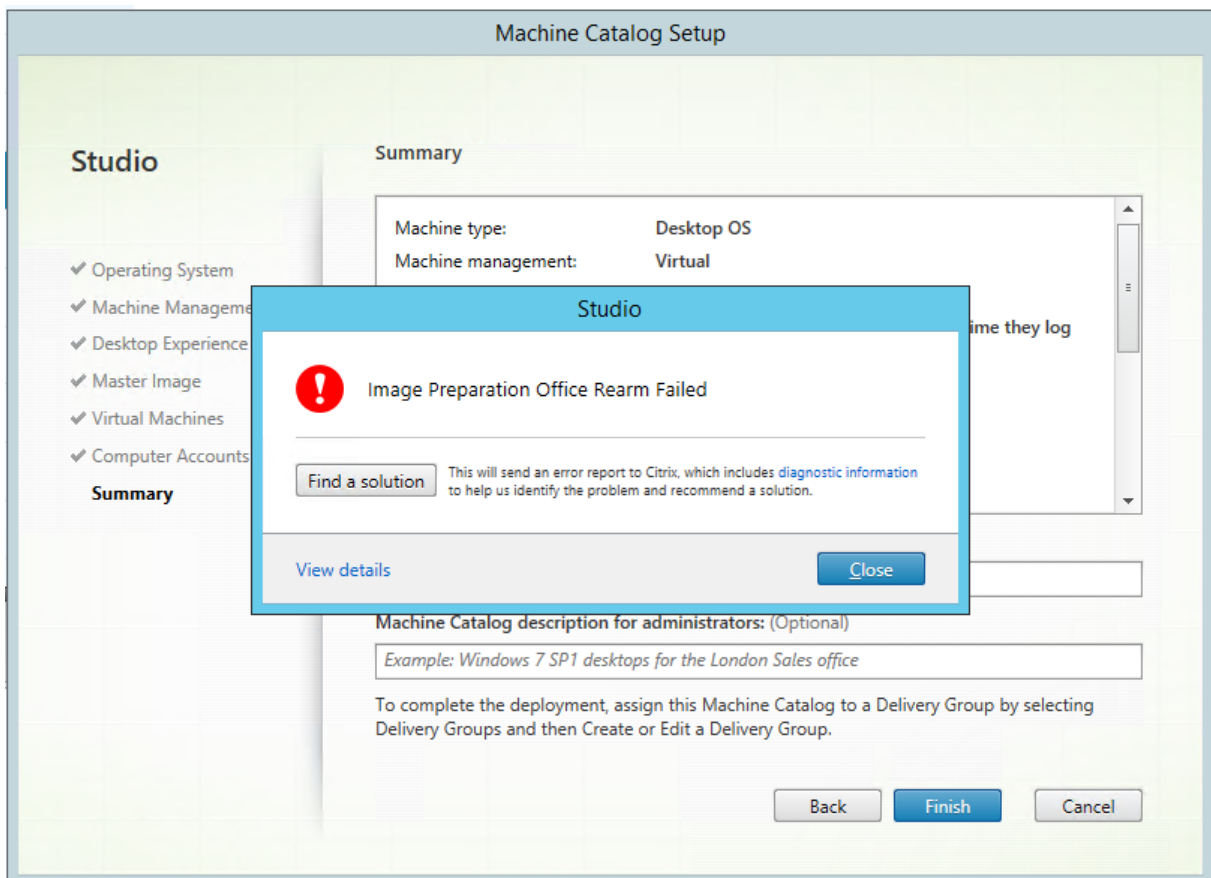 Machine Catalog Setup
Studio
Summary
Machine type: Desktop OS
Machine management: Virtual
✔ Operating System
✔ Machine Manageme
✔ Desktop Experience
✔ Master Image
✔ Virtual Machines
✔ Computer Accounts
Summary
ime they log
Studio
Image Preparation Office Rearm Failed
Find a solution
This will send an error report to Citrix, which includes diagnostic information
to help us identify the problem and recommend a solution.
View details
Close
Machine Catalog description for administrators: (Optional)
Example: Windows 7 SP1 desktops for the London Sales office
To complete the deployment, assign this Machine Catalog to a Delivery Group by selecting
Delivery Groups and then Create or Edit a Delivery Group.
Back Finish Cancel